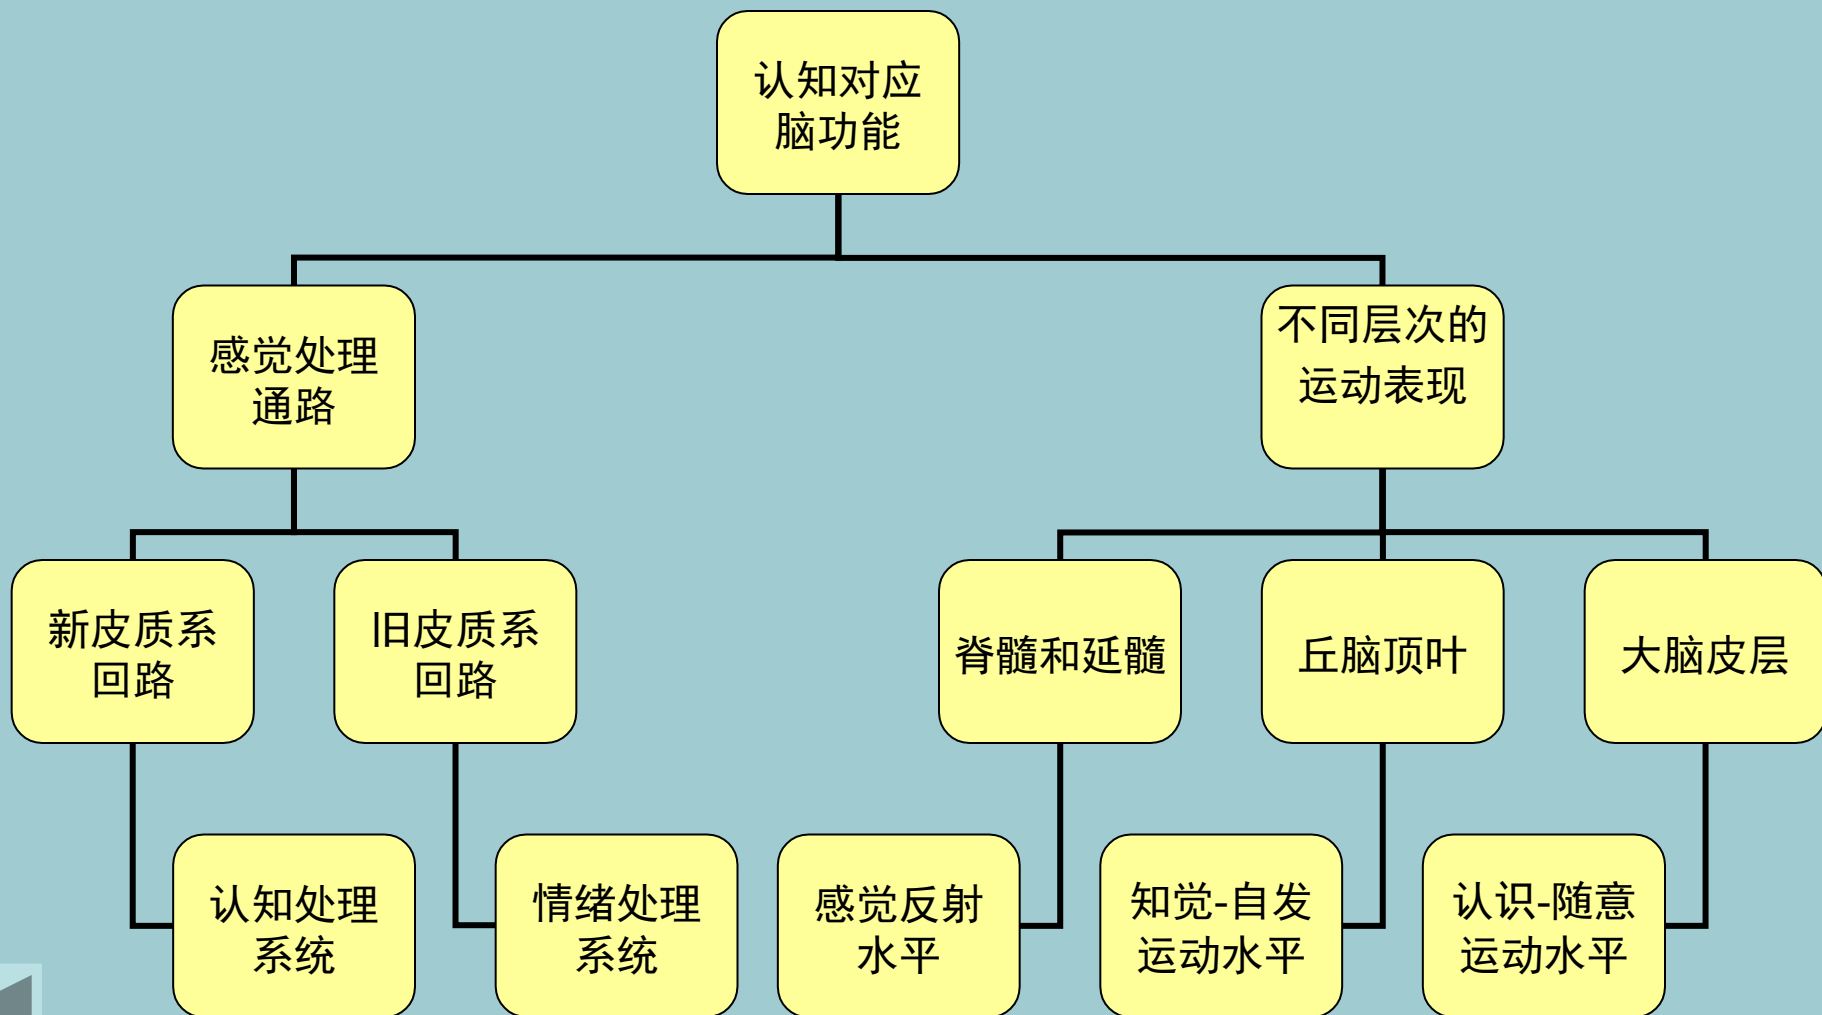 认知对应
脑功能
感觉处理
通路
不同层次的
运动表现
新皮质系
回路
旧皮质系
回路
脊髓和延髓
丘脑顶叶
大脑皮层
认知处理
系统
情绪处理
系统
感觉反射
水平
知觉-自发
运动水平
认识-随意
运动水平